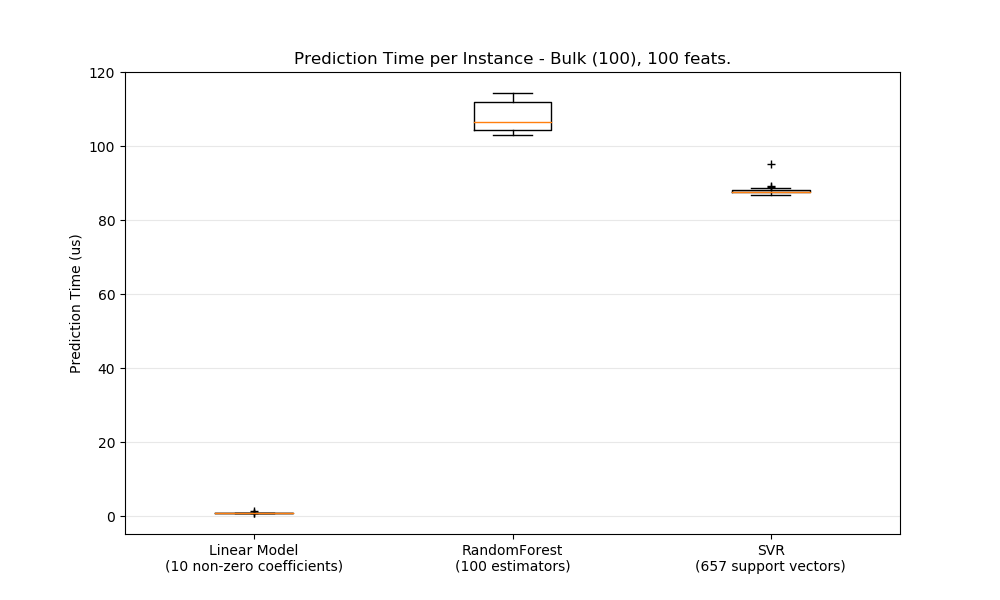 Prediction Time per Instance - Bulk (100), 100 feats.
120
100
80
60
40
20
0
Prediction Time (us)
Linear Model
(10 non-zero coefficients)
RandomForest
(100 estimators)
SVR
(657 support vectors)